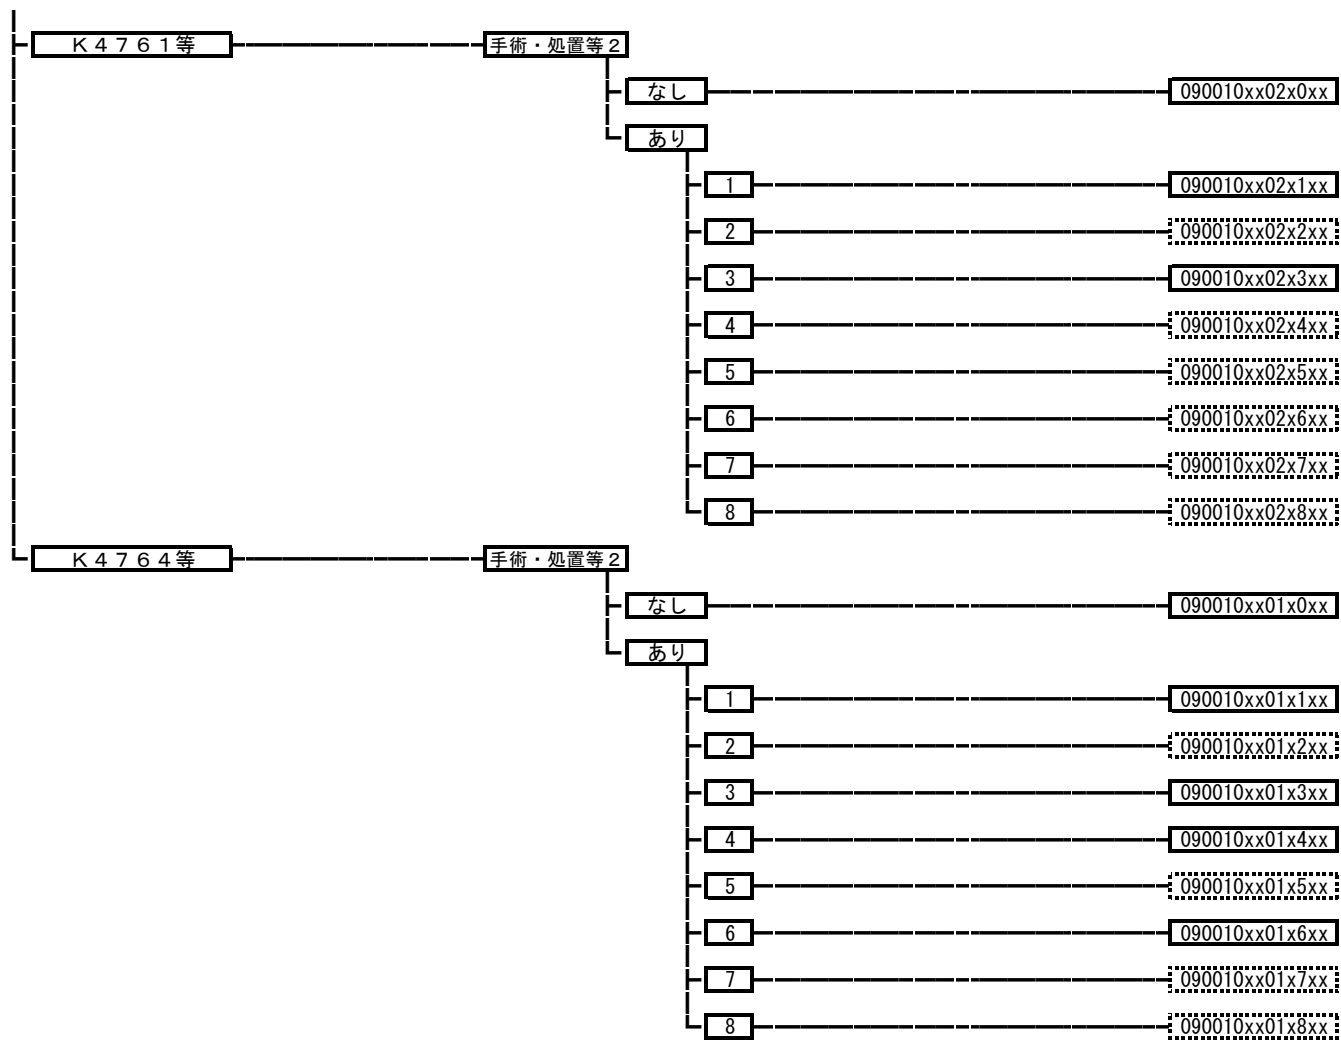 K4761等 手術・処置等2
なし 090010xx02x0xx
あり
1 090010xx02x1xx
2 090010xx02x2xx
3 090010xx02x3xx
4 090010xx02x4xx
5 090010xx02x5xx
6 090010xx02x6xx
7 090010xx02x7xx
8 090010xx02x8xx
K4764等 手術・処置等2
なし 090010xx01x0xx
あり
1 090010xx01x1xx
2 090010xx01x2xx
3 090010xx01x3xx
4 090010xx01x4xx
5 090010xx01x5xx
6 090010xx01x6xx
7 090010xx01x7xx
8 090010xx01x8xx